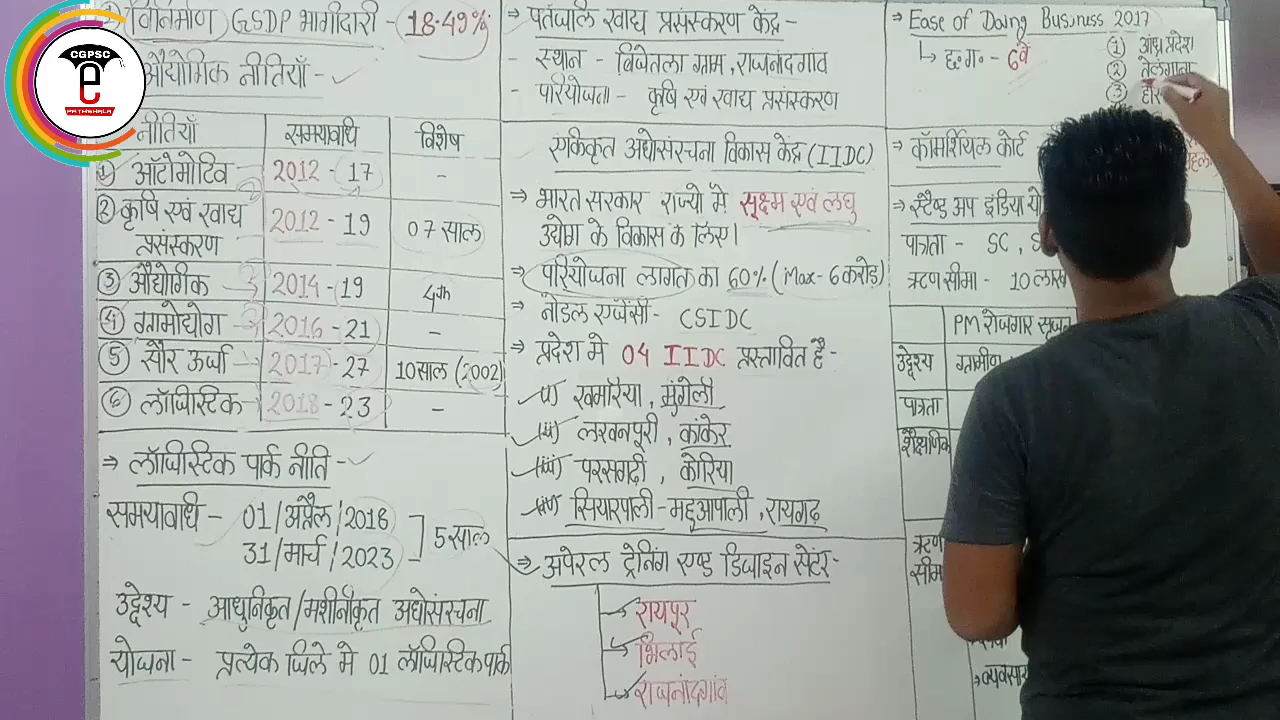 CGPSC
e
PATHSHALA
विनिर्माण GSDP भागीदारी - 18.49%
औद्योगिक नीतियाँ -
नीतियाँ समयावधि विशेष
① ऑटोमोटिव 2012 - 17 -
② कृषि एवं खाद्य प्रसंस्करण 2012 - 19 07 साल
③ औद्योगिक 2014 - 19 4th
④ ग्रामोद्योग 2016 - 21 -
⑤ सौर ऊर्जा 2017 - 27 10 साल (2002)
⑥ लॉजिस्टिक 2018 - 23 -
⇒ लॉजिस्टिक पार्क नीति -
समयावधि - 01/अप्रैल/2018
31/मार्च/2023 - 5 साल
उद्देश्य - आधुनिकृत/मशीनीकृत अधोसंरचना
योजना - प्रत्येक जिले मे 01 लॉजिस्टिक पार्क
⇒ पतंजलि खाद्य प्रसंस्करण केंद्र -
- स्थान - बिजेतला ग्राम, राजनांदगांव
- परियोजना - कृषि एवं खाद्य प्रसंस्करण
एकीकृत अधोसंरचना विकास केंद्र (IIDC)
⇒ भारत सरकार राज्यो मे सूक्ष्म एवं लघु
उद्योग के विकास के लिए।
⇒ परियोजना लागत का 60% (Max - 6 करोड़)
⇒ नोडल एजेंसी - CSIDC
⇒ प्रदेश मे 04 IIDC प्रस्तावित है -
(i) खमरिया, मुंगेली
(ii) लखनपुरी, कांकेर
(iii) परसगढ़ी, कोरिया
(iv) सियारपाली - महुआपाली, रायगढ़
⇒ अपेरल ट्रेनिंग एण्ड डिजाइन सेंटर -
रायपुर
भिलाई
राजनांदगांव
⇒ Ease of Doing Business 2017
छ.ग. - 6वें
① आंध्र प्रदेश
② तेलंगाना
③
⇒ कॉमर्शियल कोर्ट
⇒ स्टैण्ड अप इंडिया
पात्रता - SC,
ऋण सीमा - 10 लाख
PM रोजगार सृजन
उद्देश्य ग्रामीण
पात्रता
शैक्षणिक
ऋण
सीमा